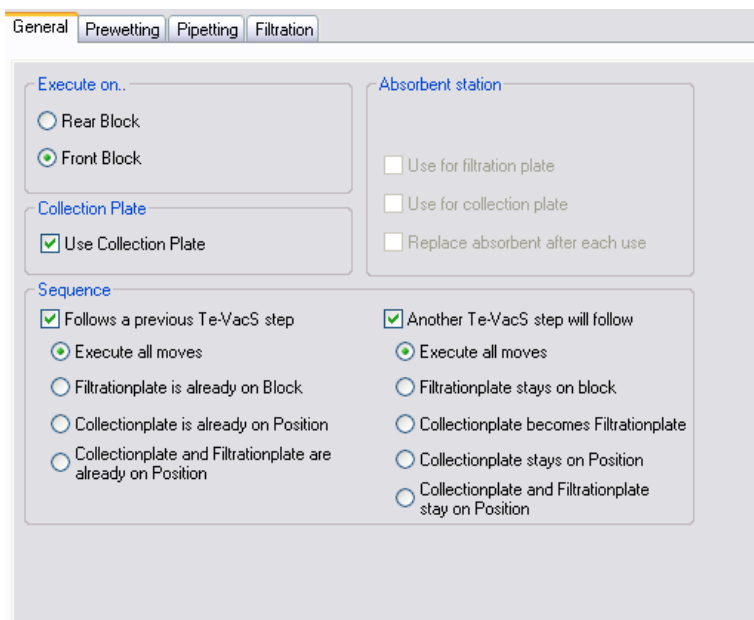 General Prewetting Pipetting Filtration
Execute on..
Rear Block
Front Block
Collection Plate
Use Collection Plate
Absorbent station
Use for filtration plate
Use for collection plate
Replace absorbent after each use
Sequence
Follows a previous Te-VacS step
Execute all moves
Filtrationplate is already on Block
Collectionplate is already on Position
Collectionplate and Filtrationplate are
already on Position
Another Te-VacS step will follow
Execute all moves
Filtrationplate stays on block
Collectionplate becomes Filtrationplate
Collectionplate stays on Position
Collectionplate and Filtrationplate
stay on Position